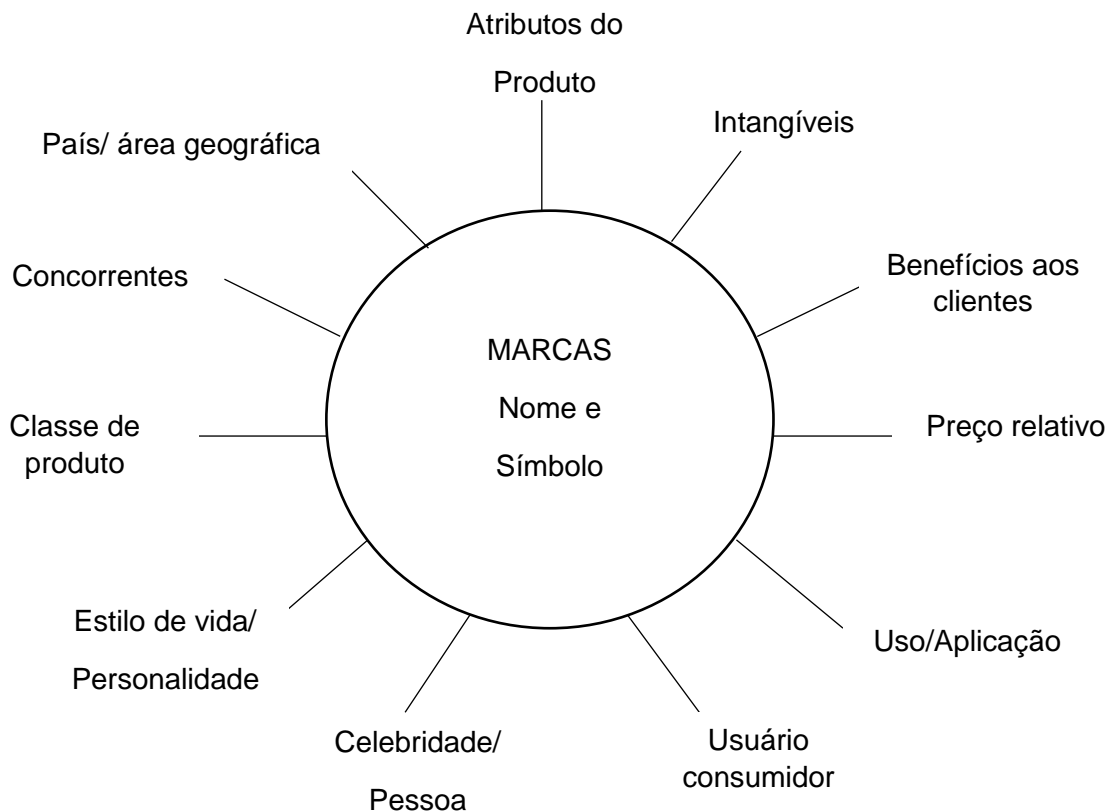 Atributos do
Produto
Intangíveis
País/ área geográfica
Benefícios aos
clientes
Concorrentes
MARCAS
Nome e
Símbolo
Classe de
produto
Preço relativo
Estilo de vida/
Personalidade
Uso/Aplicação
Celebridade/
Pessoa
Usuário
consumidor